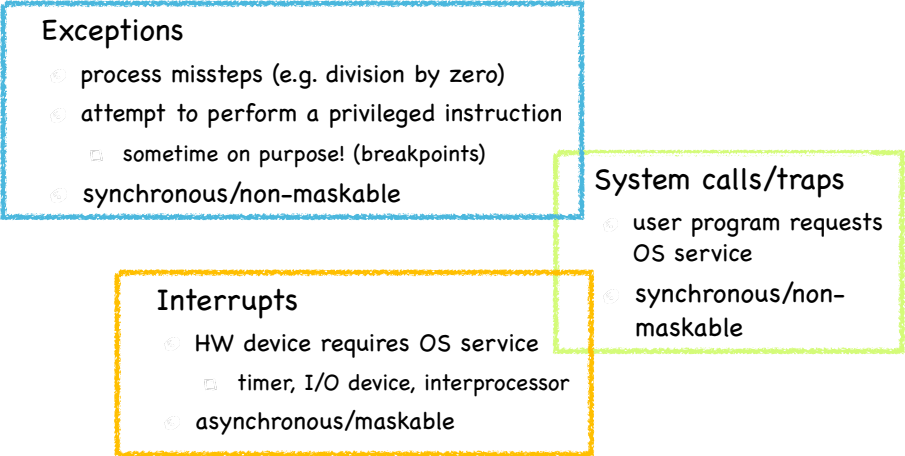 Exceptions
process missteps (e.g. division by zero)
attempt to perform a privileged instruction
sometime on purpose! (breakpoints)
synchronous/non-maskable
System calls/traps
user program requests
OS service
synchronous/non-
maskable
Interrupts
HW device requires OS service
timer, I/O device, interprocessor
asynchronous/maskable